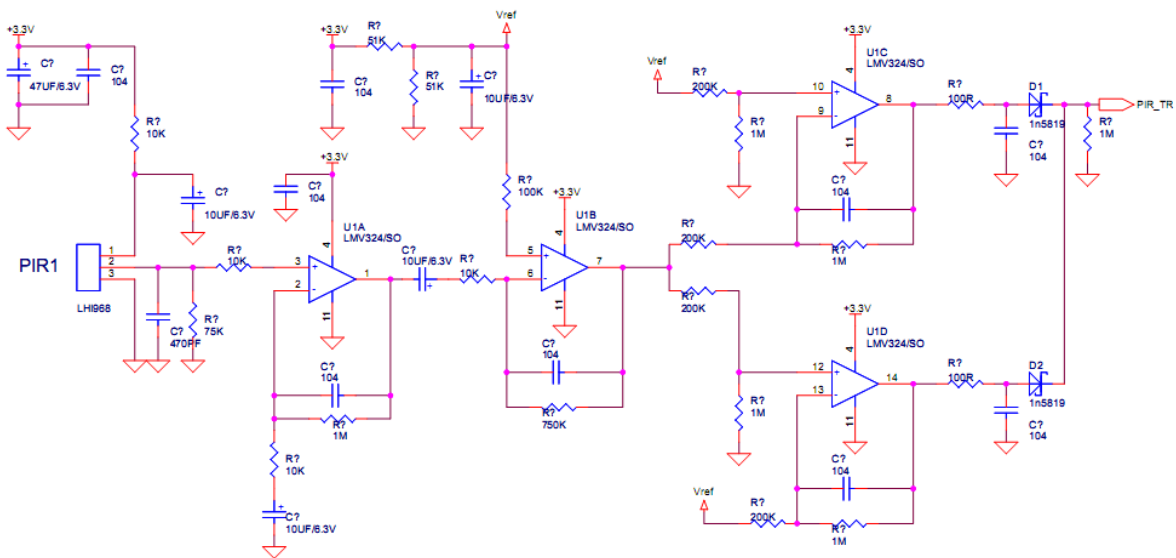 +3.3V
C?
47UF/6.3V
C?
104
R?
10K
C?
10UF/6.3V
PIR1
1
2
3
LHI968
C?
470PF
R?
75K
R?
10K
+3.3V
C?
104
+3.3V
R?
51K
C?
104
R?
51K
C?
10UF/6.3V
Vref
U1A
LMV324/SO
3
2
+
-
4
11
1
C?
104
R?
1M
R?
10K
C?
10UF/6.3V
C?
10UF/6.3V
R?
10K
R?
100K
+3.3V
U1B
LMV324/SO
5
6
+
-
4
11
7
C?
104
R?
750K
R?
200K
R?
200K
Vref
R?
200K
R?
1M
+3.3V
U1C
LMV324/SO
10
9
+
-
4
11
8
C?
104
R?
1M
R?
100R
C?
104
D1
1n5819
R?
1M
PIR_TR
R?
1M
+3.3V
U1D
LMV324/SO
12
13
+
-
4
11
14
C?
104
R?
1M
Vref
R?
200K
R?
100R
C?
104
D2
1n5819